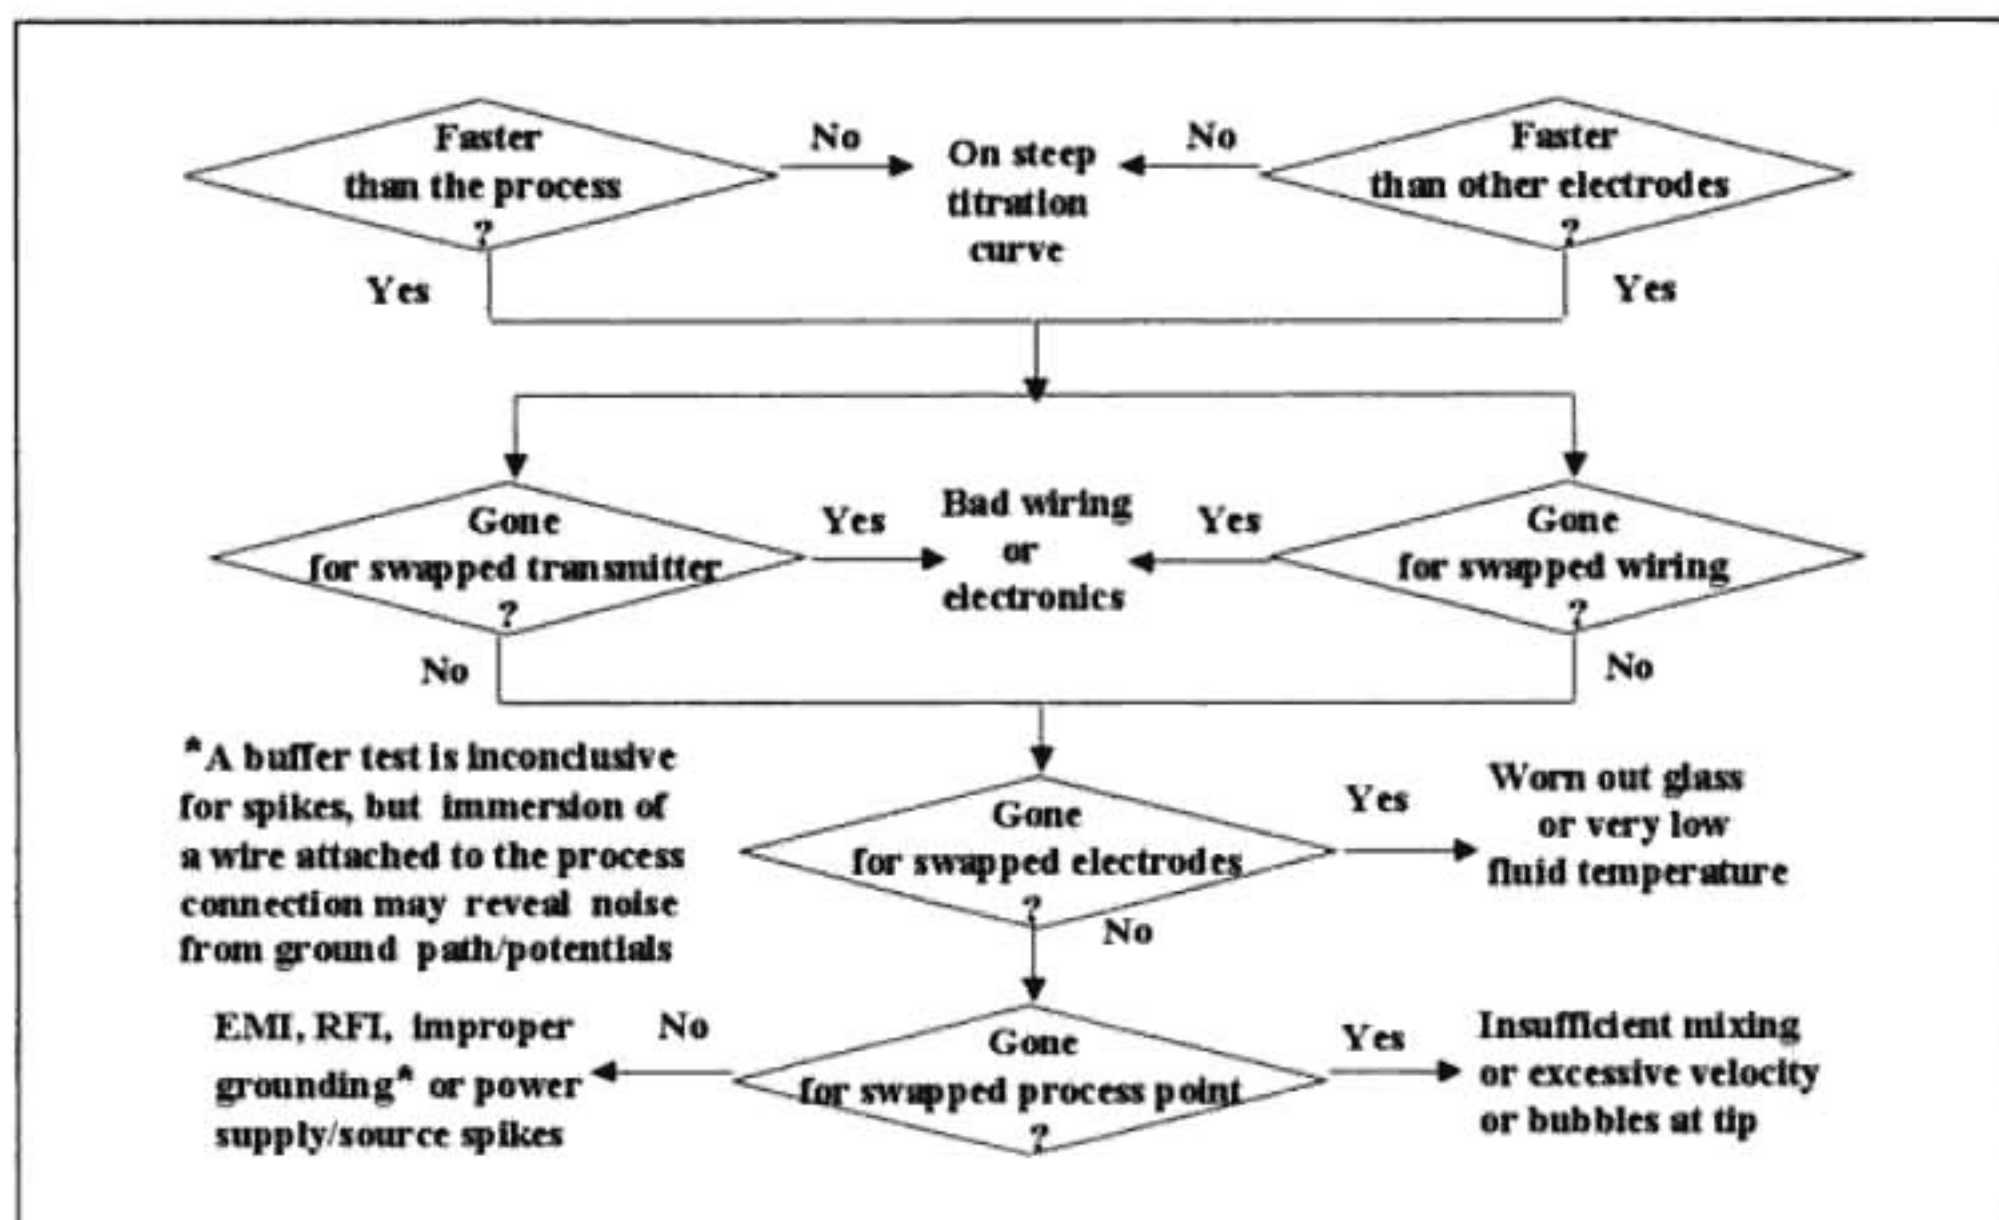 Faster
than the process
?
No
On steep
titration
curve
No
Faster
than other electrodes
?
Yes
Yes
Gone
for swapped transmitter
?
Yes
Bad wiring
or
electronics
Yes
Gone
for swapped wiring
?
No
No
*A buffer test is inconclusive
for spikes, but immersion of
a wire attached to the process
connection may reveal noise
from ground path/potentials
Gone
for swapped electrodes
?
Yes
Worn out glass
or very low
fluid temperature
No
EMI, RFI, improper
grounding* or power
supply/source spikes
No
Gone
for swapped process point
?
Yes
Insufficient mixing
or excessive velocity
or bubbles at tip